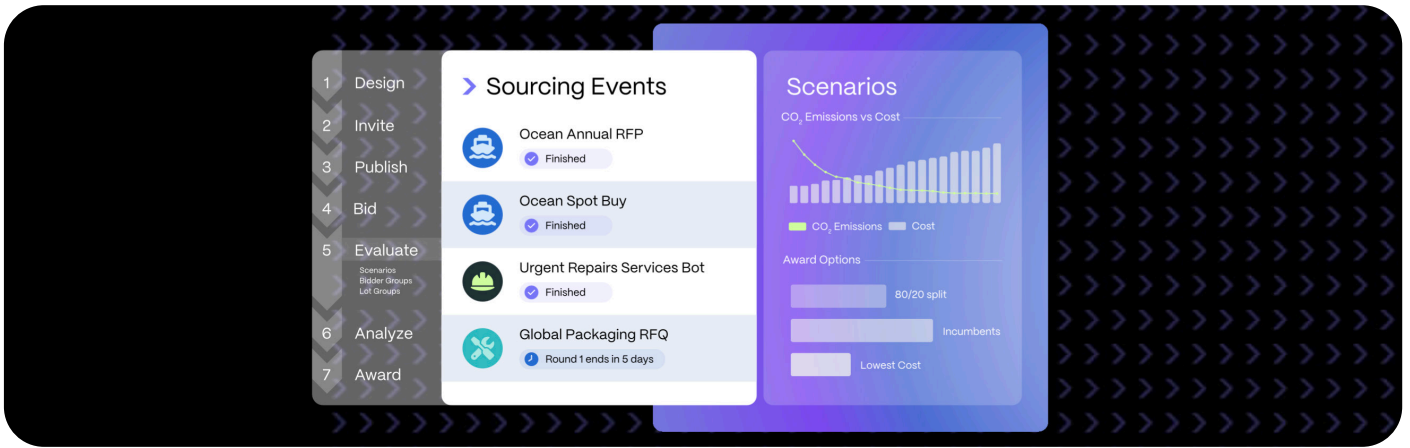 1 Design
2 Invite
3 Publish
4 Bid
5 Evaluate
Scenarios
Bidder Groups
Lot Groups
6 Analyze
7 Award
Sourcing Events
Ocean Annual RFP
Finished
Ocean Spot Buy
Finished
Urgent Repairs Services Bot
Finished
Global Packaging RFQ
Round 1 ends in 5 days
Scenarios
CO₂ Emissions vs Cost
CO₂ Emissions Cost
Award Options
80/20 split
Incumbents
Lowest Cost